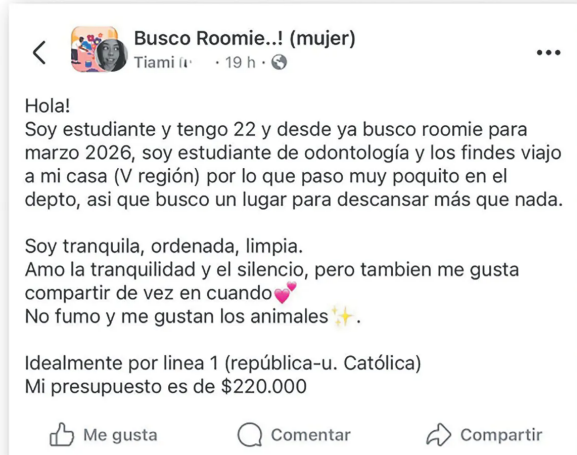 Busco Roomie..! (mujer)
Tiami · 19 h ·
Hola!
Soy estudiante y tengo 22 y desde ya busco roomie para
marzo 2026, soy estudiante de odontología y los findes viajo
a mi casa (V región) por lo que paso muy poquito en el
depto, asi que busco un lugar para descansar más que nada.
Soy tranquila, ordenada, limpia.
Amo la tranquilidad y el silencio, pero tambien me gusta
compartir de vez en cuando💕
No fumo y me gustan los animales✨.
Idealmente por linea 1 (república-u. Católica)
Mi presupuesto es de $220.000
Me gusta Comentar Compartir